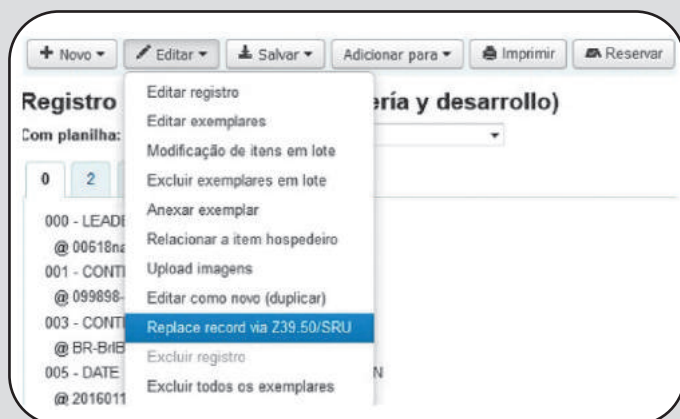 Novo Editar Salvar Adicionar para Imprimir Reservar
Registro ería y desarrollo)
Com planilha:
0 2
Editar registro
Editar exemplares
Modificação de itens em lote
Excluir exemplares em lote
Anexar exemplar
Relacionar a item hospedeiro
Upload imagens
Editar como novo (duplicar)
Replace record via Z39.50/SRU
Excluir registro
Excluir todos os exemplares
000 - LEADE
@ 00618na
001 - CONT
@ 099898-
003 - CONT
@ BR-BrIB
005 - DATE N
@ 2016011